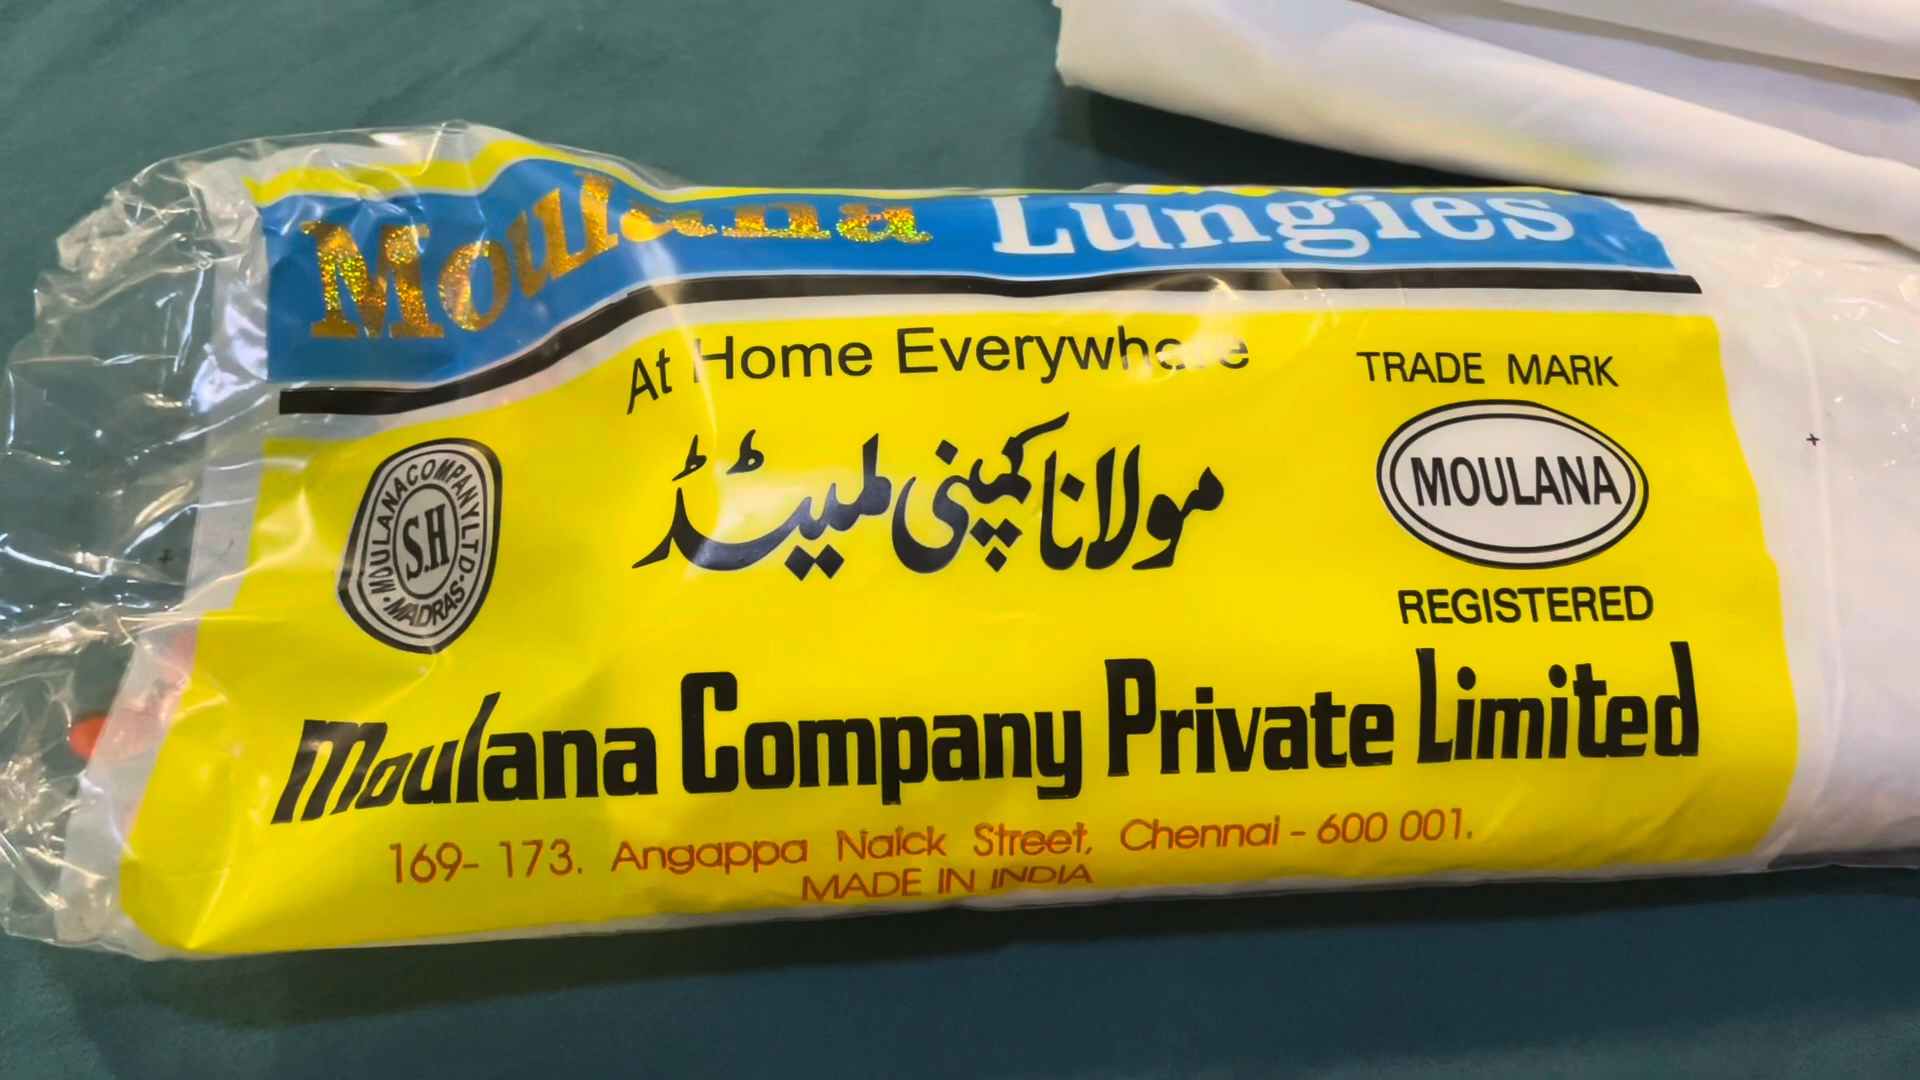 Moulana Lungies
At Home Everywhere
TRADE MARK
مولانا کمپنی لمیٹڈ
MOULANA
REGISTERED
MOULANA COMPANY LTD.
S.H
MADRAS
Moulana Company Private Limited
169- 173. Angappa Naick Street, Chennai - 600 001.
MADE IN INDIA